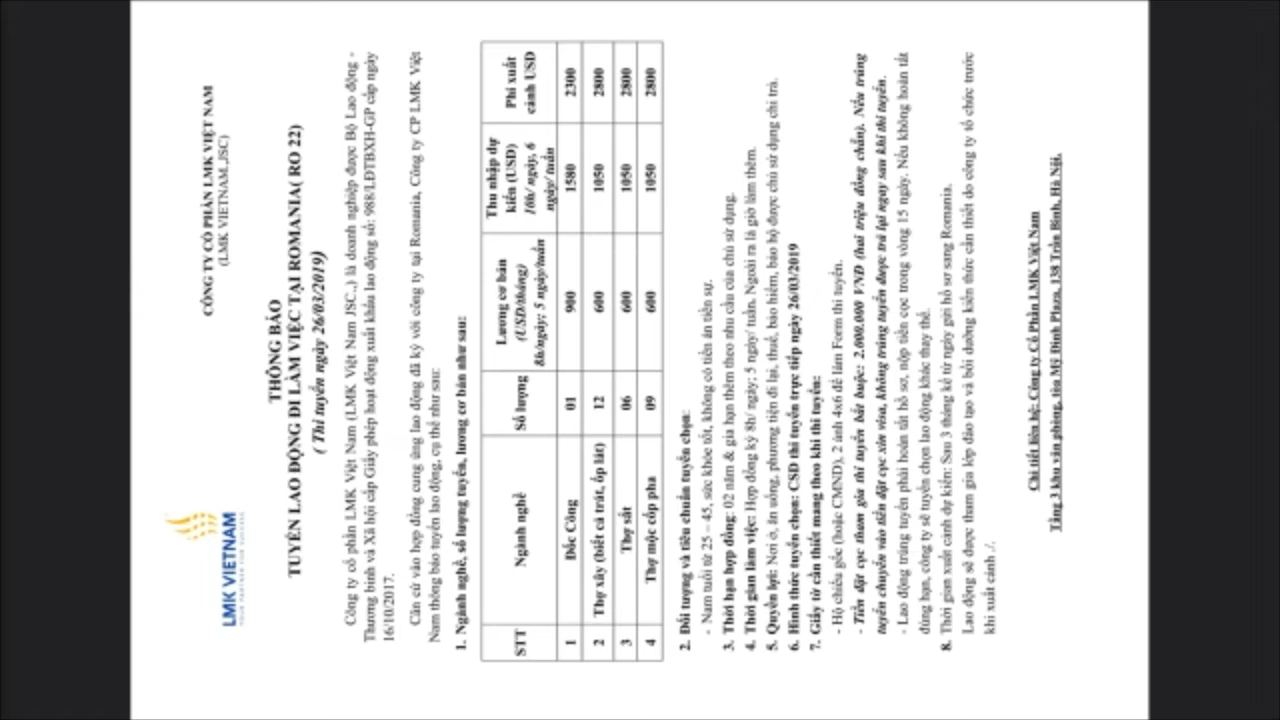 LMK VIETNAM
YOUR PARTNER FOR SUCCESS
CÔNG TY CỔ PHẦN LMK VIỆT NAM
(LMK VIETNAM.,JSC)
THÔNG BÁO
TUYỂN LAO ĐỘNG ĐI LÀM VIỆC TẠI ROMANIA( RO 22)
( Thi tuyển ngày 26/03/2019)
Công ty cổ phần LMK Việt Nam (LMK Việt Nam JSC.,) là doanh nghiệp được Bộ Lao động -
Thương binh và Xã hội cấp Giấy phép hoạt động xuất khẩu lao động số: 988/LĐTBXH-GP cấp ngày
16/10/2017.
Căn cứ vào hợp đồng cung ứng lao động đã ký với công ty tại Romania, Công ty CP LMK Việt
Nam thông báo tuyển lao động, cụ thể như sau:
1. Ngành nghề, số lượng tuyển, lương cơ bản như sau:
STT Ngành nghề Số lượng Lương cơ bản (USD/tháng) 8h/ngày; 5 ngày/tuần Thu nhập dự kiến (USD) 10h/ ngày, 6 ngày/ tuần Phí xuất cảnh USD
1 Đốc Công 01 900 1580 2300
2 Thợ xây (biết cả trát, ốp lát) 12 600 1050 2800
3 Thợ sắt 06 600 1050 2800
4 Thợ mộc cốp pha 09 600 1050 2800
2. Đối tượng và tiêu chuẩn tuyển chọn:
- Nam tuổi từ 25 – 45, sức khỏe tốt, không có tiền án tiền sự.
3. Thời hạn hợp đồng: 02 năm & gia hạn thêm theo nhu cầu của chủ sử dụng.
4. Thời gian làm việc: Hợp đồng ký 8h/ ngày; 5 ngày/ tuần. Ngoài ra là giờ làm thêm.
5. Quyền lợi: Nơi ở, ăn uống, phương tiện đi lại, thuế, bảo hiểm, bảo hộ được chủ sử dụng chi trả.
6. Hình thức tuyển chọn: CSD thi tuyển trực tiếp ngày 26/03/2019
7. Giấy tờ cần thiết mang theo khi thi tuyển:
- Hộ chiếu gốc (hoặc CMND), 2 ảnh 4x6 để làm Form thi tuyển.
- Tiền đặt cọc tham gia thi tuyển bắt buộc: 2.000.000 VNĐ (hai triệu đồng chẵn). Nếu trúng
tuyển chuyển vào tiền đặt cọc xin visa, không trúng tuyển được trả lại ngay sau khi thi tuyển.
- Lao động trúng tuyển phải hoàn tất hồ sơ, nộp tiền cọc trong vòng 15 ngày. Nếu không hoàn tất
đúng hạn, công ty sẽ tuyển chọn lao động khác thay thế.
8. Thời gian xuất cảnh dự kiến: Sau 3 tháng kể từ ngày gửi hồ sơ sang Romania.
Lao động sẽ được tham gia lớp đào tạo và bồi dưỡng kiến thức cần thiết do công ty tổ chức trước
khi xuất cảnh ./.
Chi tiết liên hệ: Công ty Cổ Phần LMK Việt Nam
Tầng 3 khu văn phòng, tòa Mỹ Đình Plaza, 138 Trần Bình, Hà Nội.